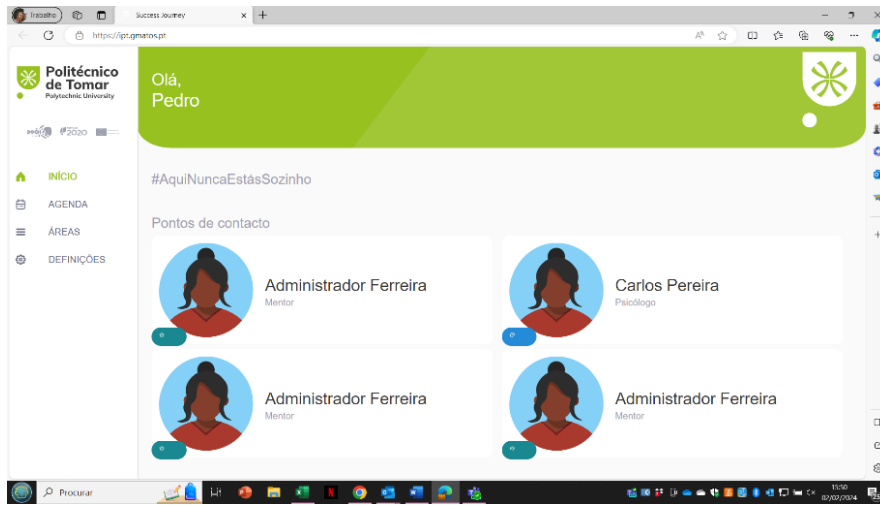 Trabalho
Success Journey
https://ipt.gmatos.pt
Politécnico
de Tomar
Polytechnic University
2020
Olá,
Pedro
INÍCIO
AGENDA
ÁREAS
DEFINIÇÕES
#AquiNuncaEstásSozinho
Pontos de contacto
Administrador Ferreira
Mentor
Carlos Pereira
Psicólogo
Administrador Ferreira
Mentor
Administrador Ferreira
Mentor
Procurar
15:50
02/02/2024